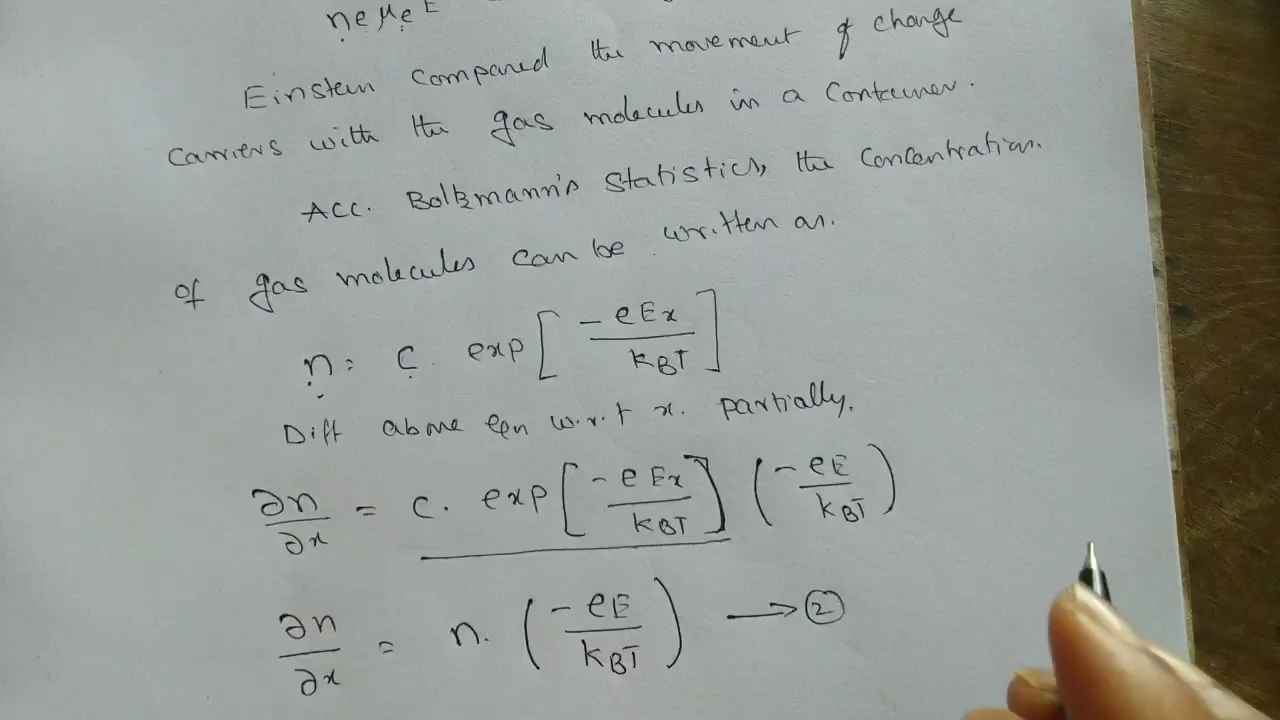 neμeE
Einstein Compared the movement of change
Carriers with the gas molecules in a Container.
Acc. Boltzmann's Statistics, the Concentration.
of gas molecules can be written as.
n = C. exp[-eEx/kBT]
Diff above eqn w.r.t x. partially.
∂n/∂x = C. exp[-eEx/kBT] (-eE/kBT)
∂n/∂x = n. (-eE/kBT) → ②